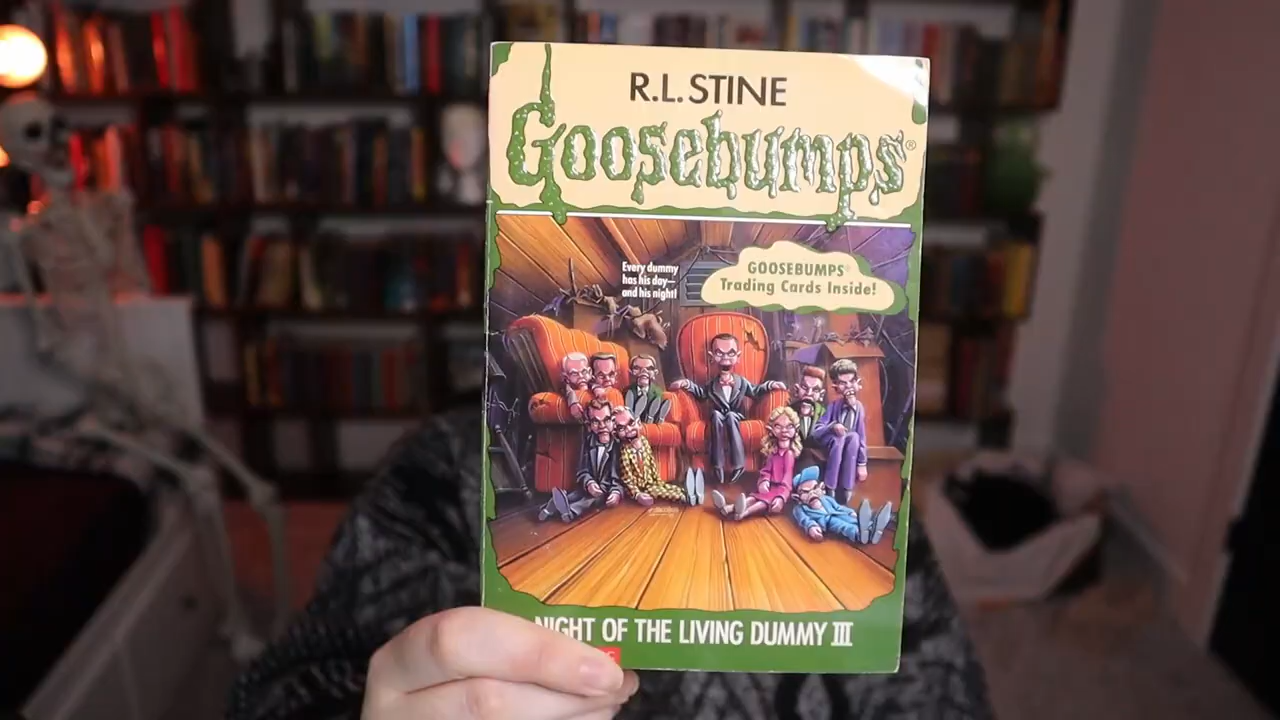 R.L. STINE
Goosebumps®
Every dummy
has his day—
and his night!
GOOSEBUMPS®
Trading Cards Inside!
NIGHT OF THE LIVING DUMMY III